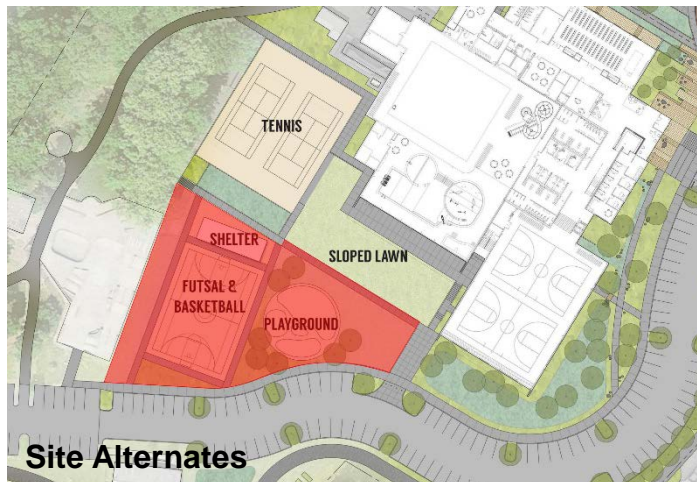 TENNIS
SHELTER
SLOPED LAWN
FUTSAL &
BASKETBALL
PLAYGROUND
Site Alternates